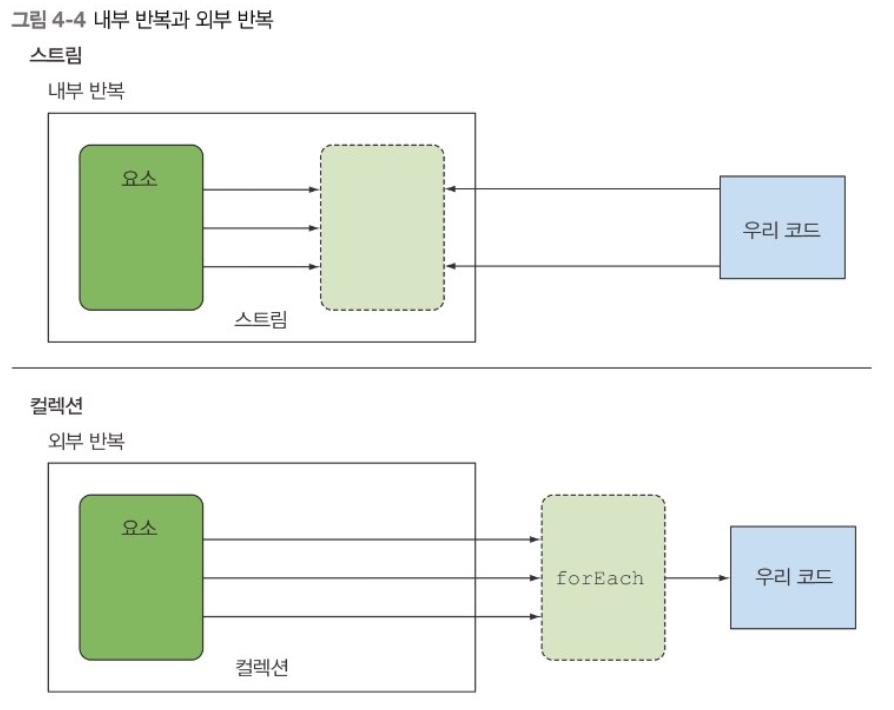 그림 4-4 내부 반복과 외부 반복
스트림
내부 반복
요소
우리 코드
스트림
컬렉션
외부 반복
요소
forEach
우리 코드
컬렉션